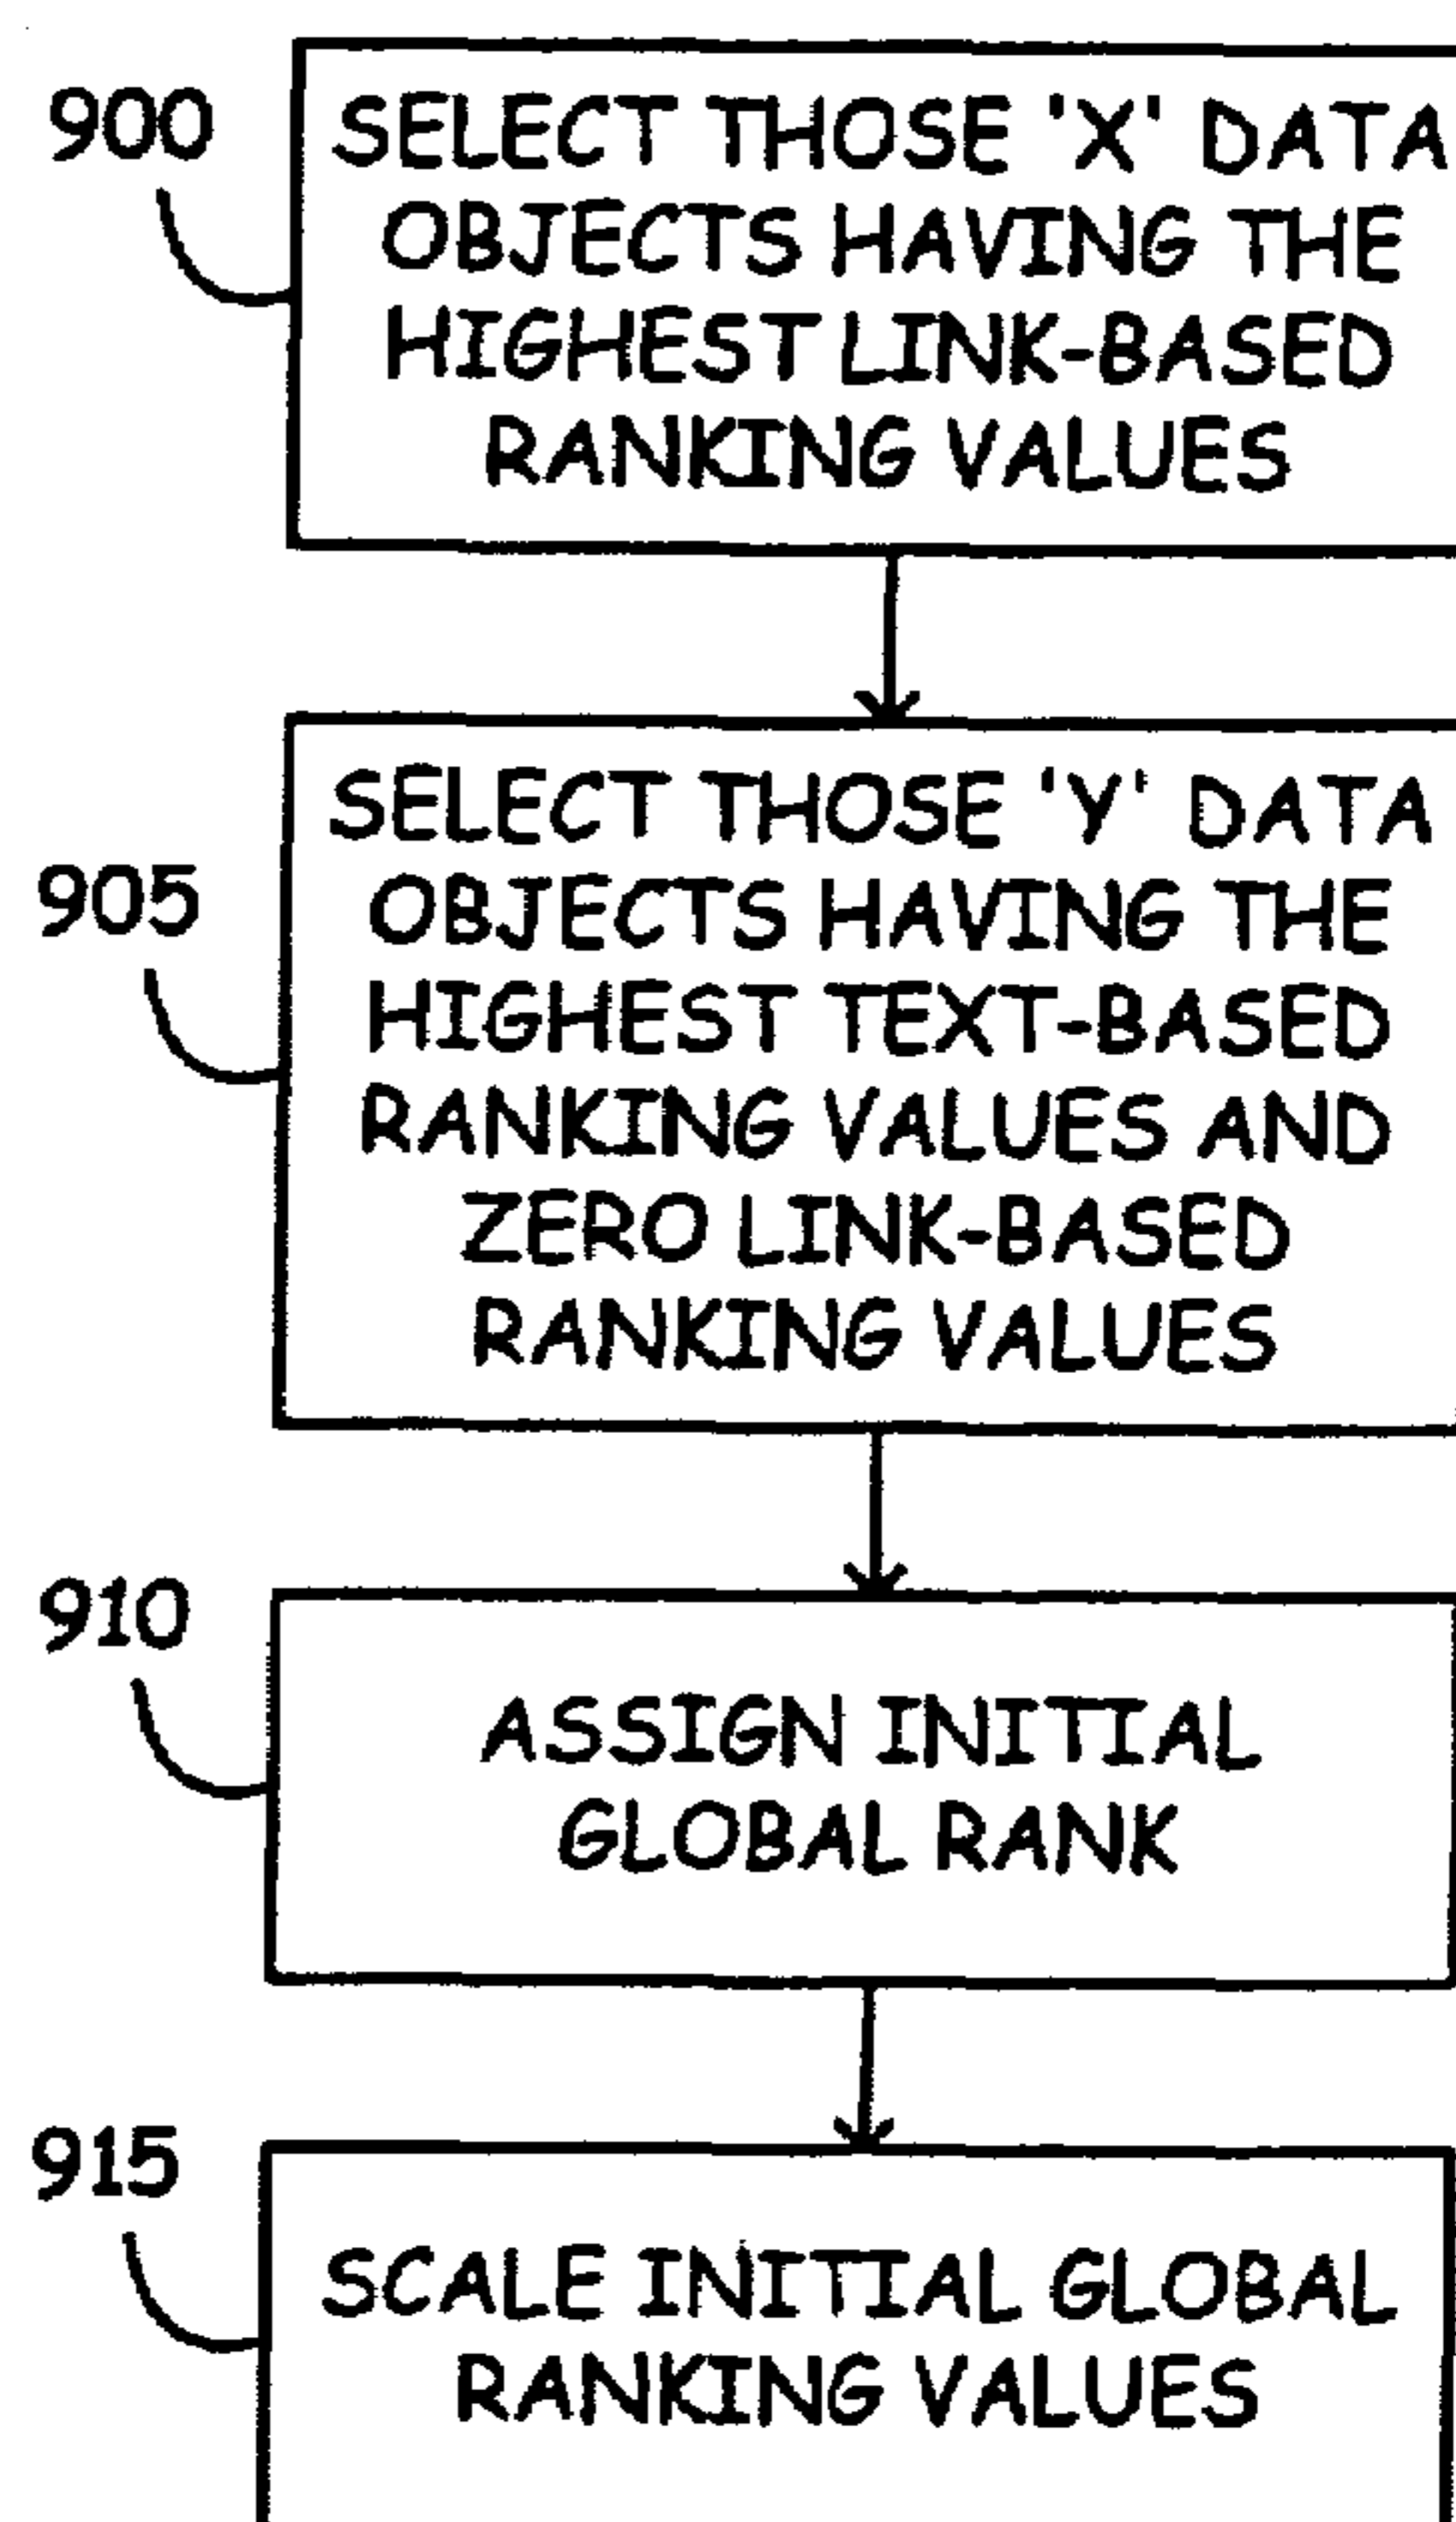 900
SELECT THOSE 'X' DATA
OBJECTS HAVING THE
HIGHEST LINK-BASED
RANKING VALUES
905
SELECT THOSE 'Y' DATA
OBJECTS HAVING THE
HIGHEST TEXT-BASED
RANKING VALUES AND
ZERO LINK-BASED
RANKING VALUES
910
ASSIGN INITIAL
GLOBAL RANK
915
SCALE INITIAL GLOBAL
RANKING VALUES